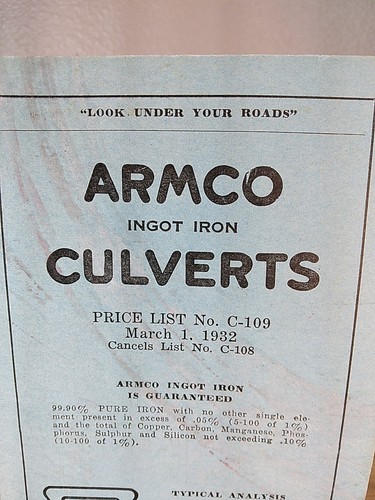 "LOOK UNDER YOUR ROADS"
ARMCO
INGOT IRON
CULVERTS
PRICE LIST No. C-109
March 1, 1932
Cancels List No. C-108
ARMCO INGOT IRON
IS GUARANTEED
99.90% PURE IRON with no other single ele-
ment present in excess of .05% (5-100 of 1%)
and the total of Copper, Carbon, Manganese, Phos-
phorus, Sulphur and Silicon not exceeding .10%
(10-100 of 1%).
TYPICAL ANALYSIS